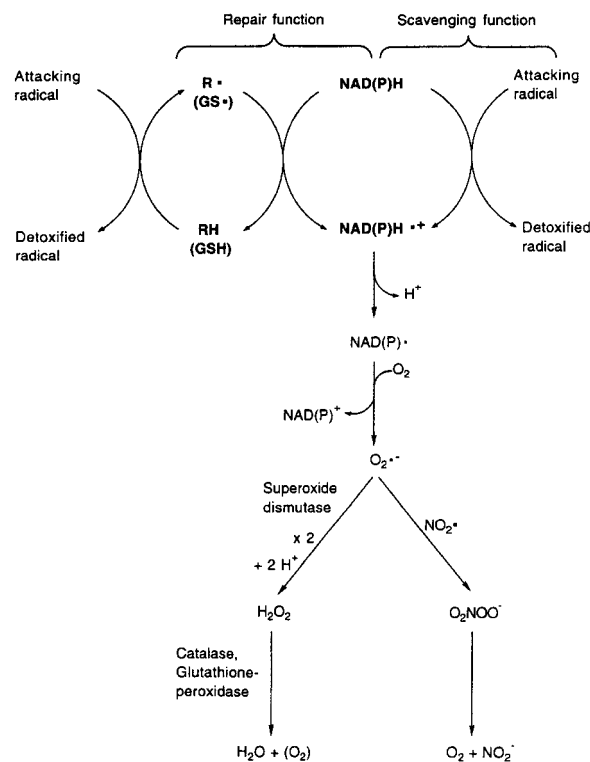 Repair function
Scavenging function
Attacking
radical
R •
(GS•)
NAD(P)H
Attacking
radical
Detoxified
radical
RH
(GSH)
NAD(P)H •+
Detoxified
radical
H+
NAD(P)•
O2
NAD(P)+
O2•-
Superoxide
dismutase
x 2
+ 2 H+
NO2•
H2O2
O2NOO-
Catalase,
Glutathione-
peroxidase
H2O + (O2)
O2 + NO2-